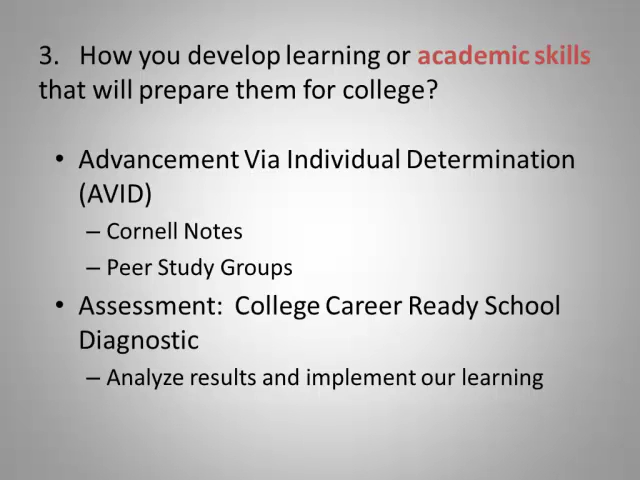 3. How you develop learning or academic skills
that will prepare them for college?
• Advancement Via Individual Determination
(AVID)
– Cornell Notes
– Peer Study Groups
• Assessment: College Career Ready School
Diagnostic
– Analyze results and implement our learning